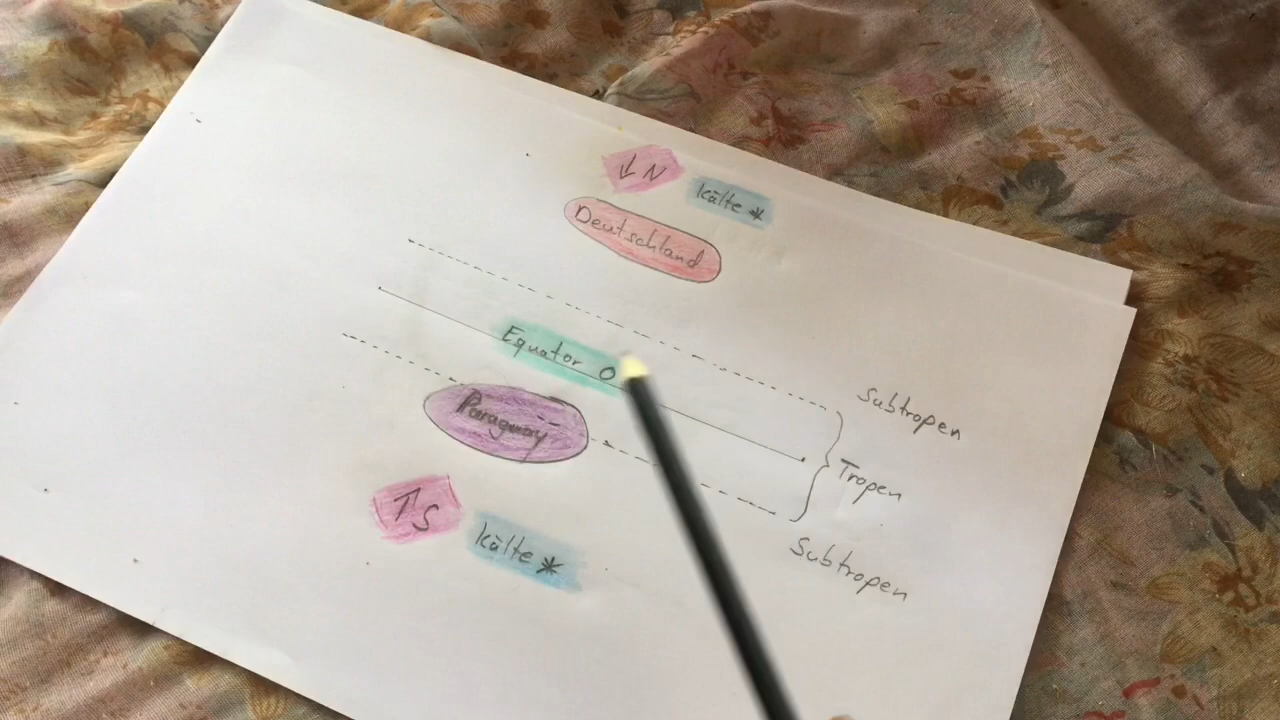 ↓ N
kälte *
Deutschland
Equator 0
Subtropen
Paraguay
Tropen
↑ S
kälte *
Subtropen